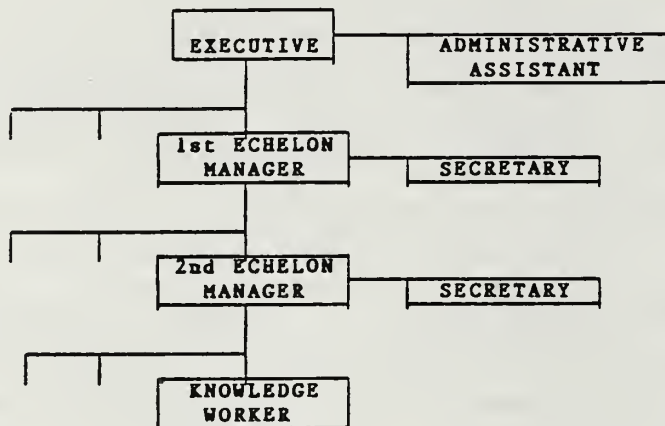 EXECUTIVE
ADMINISTRATIVE
ASSISTANT
1st ECHELON
MANAGER
SECRETARY
2nd ECHELON
MANAGER
SECRETARY
KNOWLEDGE
WORKER